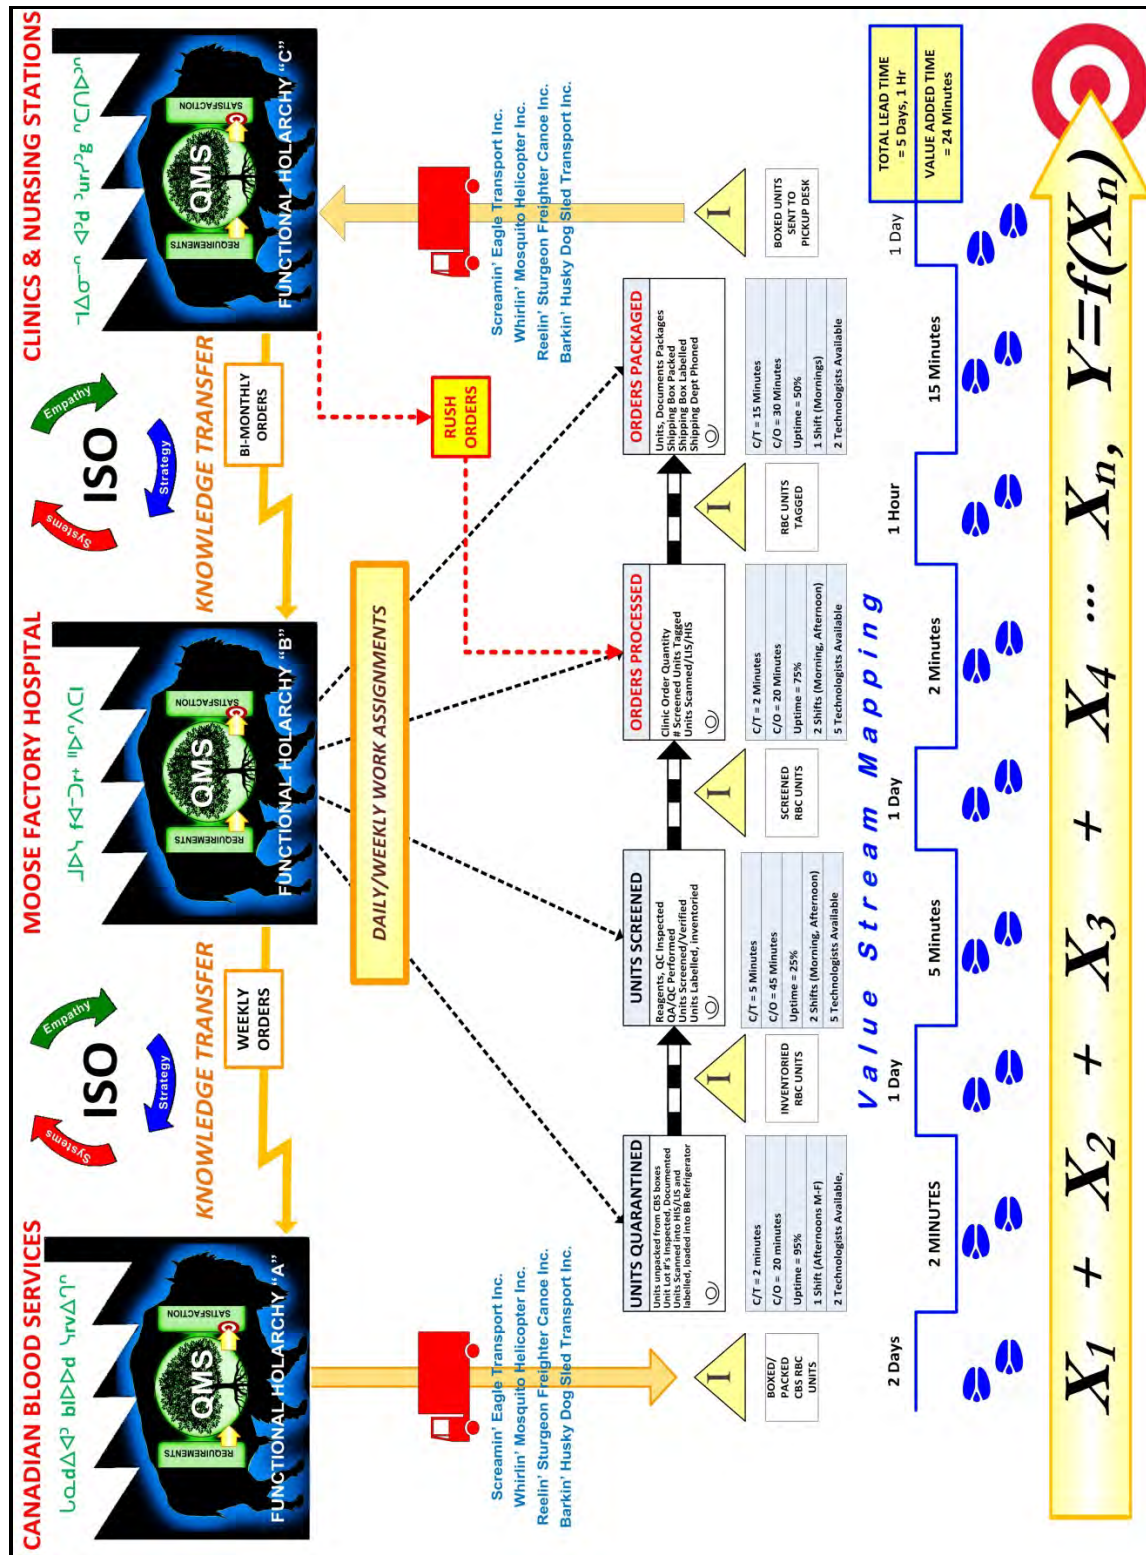 CANADIAN BLOOD SERVICES
MOOSE FACTORY HOSPITAL
CLINICS & NURSING STATIONS
REQUIREMENTS
QMS
SATISFACTION
FUNCTIONAL HOLARCHY “A”
Systems
Empathy
ISO
Strategy
KNOWLEDGE TRANSFER
WEEKLY
ORDERS
REQUIREMENTS
QMS
SATISFACTION
FUNCTIONAL HOLARCHY “B”
Systems
Empathy
ISO
Strategy
KNOWLEDGE TRANSFER
BI-MONTHLY
ORDERS
REQUIREMENTS
QMS
SATISFACTION
FUNCTIONAL HOLARCHY “C”
DAILY/WEEKLY WORK ASSIGNMENTS
RUSH
ORDERS
Screamin’ Eagle Transport Inc.
Whirlin’ Mosquito Helicopter Inc.
Reelin’ Sturgeon Freighter Canoe Inc.
Barkin’ Husky Dog Sled Transport Inc.
Screamin’ Eagle Transport Inc.
Whirlin’ Mosquito Helicopter Inc.
Reelin’ Sturgeon Freighter Canoe Inc.
Barkin’ Husky Dog Sled Transport Inc.
I
BOXED/
PACKED
CBS RBC
UNITS
UNITS QUARANTINED
Units unpacked from CBS boxes
Unit Lot #’s Inspected, Documented
Units Scanned into HIS/LIS and
labelled, loaded into BB Refrigerator
C/T = 2 minutes
C/O = 20 minutes
Uptime = 95%
1 Shift (Afternoons M-F)
2 Technologists Available,
I
INVENTORIED
RBC UNITS
UNITS SCREENED
Reagents, QC Inspected
QA/QC Performed
Units Screened/Verified
Units Labelled, inventoried
C/T = 5 Minutes
C/O = 45 Minutes
Uptime = 25%
2 Shifts (Morning, Afternoon)
5 Technologists Available
I
SCREENED
RBC UNITS
ORDERS PROCESSED
Clinic Order Quantity
# Screened Units Tagged
Units Scanned/LIS/HIS
C/T = 2 Minutes
C/O = 20 Minutes
Uptime = 75%
2 Shifts (Morning, Afternoon)
5 Technologists Available
I
RBC UNITS
TAGGED
ORDERS PACKAGED
Units, Documents Packages
Shipping Box Packed
Shipping Box Labelled
Shipping Dept Phoned
C/T = 15 Minutes
C/O = 30 Minutes
Uptime = 50%
1 Shift (Mornings)
2 Technologists Available
I
BOXED UNITS
SENT TO
PICKUP DESK
Value Stream Mapping
2 Days
2 MINUTES
1 Day
5 Minutes
1 Day
2 Minutes
1 Hour
15 Minutes
1 Day
TOTAL LEAD TIME
= 5 Days, 1 Hr
VALUE ADDED TIME
= 24 Minutes
X1 + X2 + X3 + X4 ... Xn, Y=f(Xn)